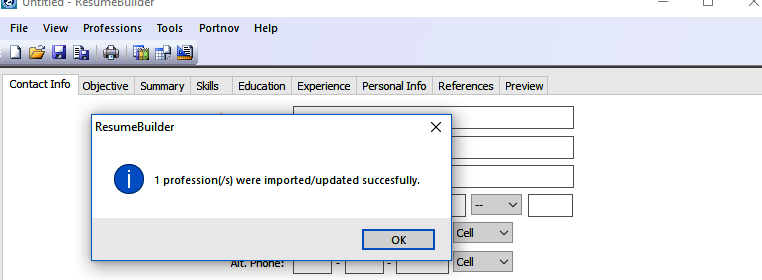 Untitled - ResumeBuilder
File View Professions Tools Portnov Help
Contact Info Objective Summary Skills Education Experience Personal Info References Preview
ResumeBuilder
1 profession(/s) were imported/updated succesfully.
--
OK
Cell
Alt. Phone: - - Cell